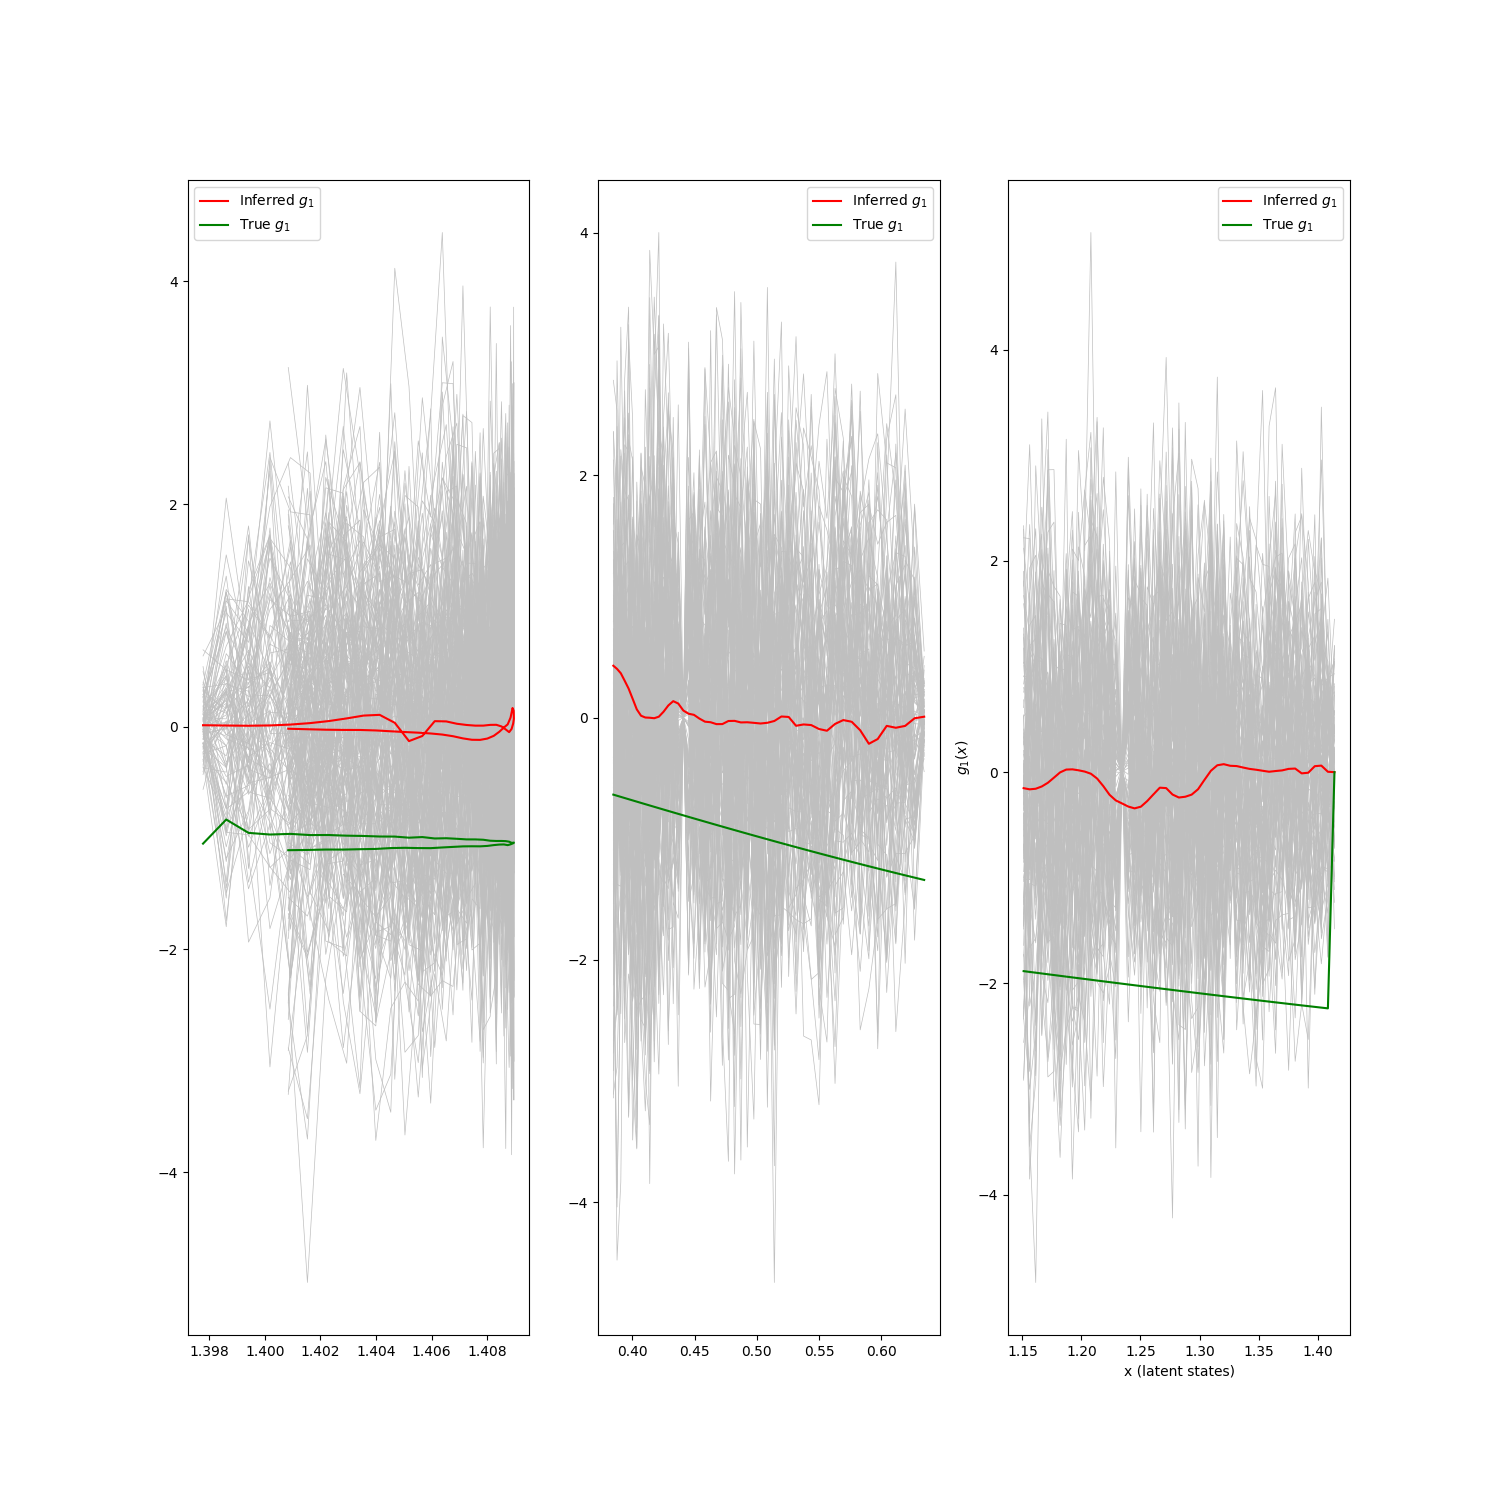 Inferred g₁
True g₁
4
2
0
−2
−4
1.398 1.400 1.402 1.404 1.406 1.408
Inferred g₁
True g₁
4
2
0
−2
−4
0.40 0.45 0.50 0.55 0.60
Inferred g₁
True g₁
g₁(x)
4
2
0
−2
−4
1.15 1.20 1.25 1.30 1.35 1.40
x (latent states)